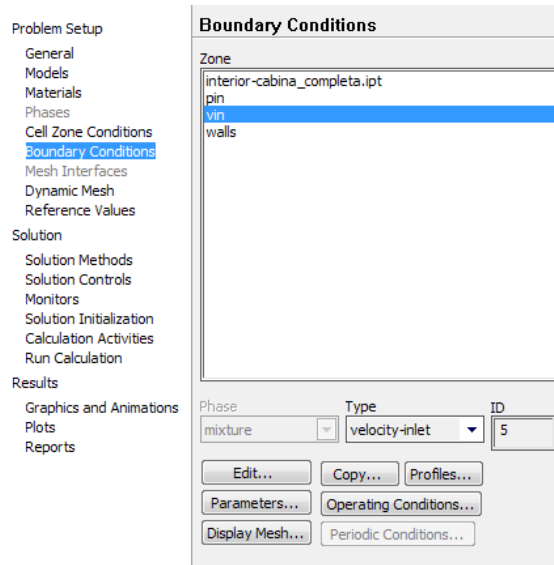 Problem Setup
General
Models
Materials
Phases
Cell Zone Conditions
Boundary Conditions
Mesh Interfaces
Dynamic Mesh
Reference Values
Solution
Solution Methods
Solution Controls
Monitors
Solution Initialization
Calculation Activities
Run Calculation
Results
Graphics and Animations
Plots
Reports
Boundary Conditions
Zone
interior-cabina_completa.ipt
pin
vin
walls
Phase Type ID
mixture velocity-inlet 5
Edit... Copy... Profiles...
Parameters... Operating Conditions...
Display Mesh... Periodic Conditions...